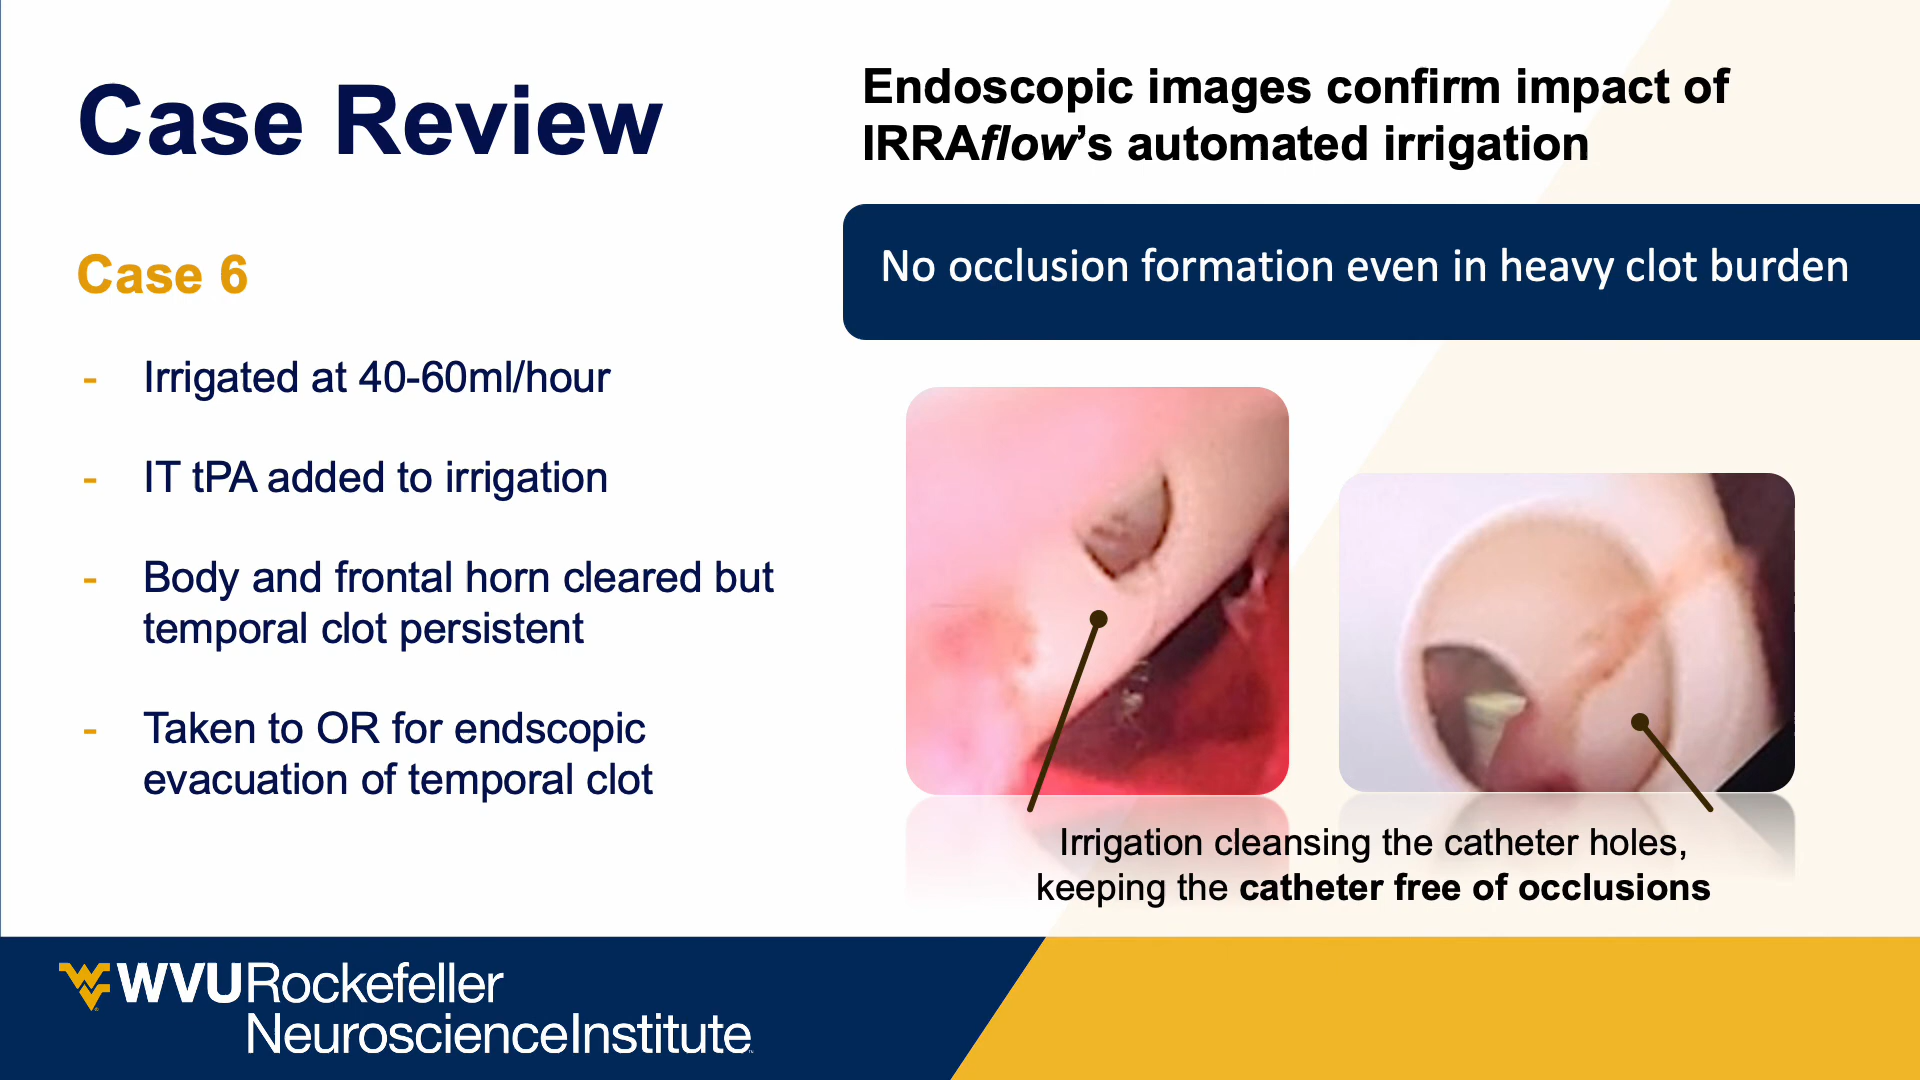 Case Review
Case 6
- Irrigated at 40-60ml/hour
- IT tPA added to irrigation
- Body and frontal horn cleared but
temporal clot persistent
- Taken to OR for endscopic
evacuation of temporal clot
Endoscopic images confirm impact of
IRRAflow’s automated irrigation
No occlusion formation even in heavy clot burden
Irrigation cleansing the catheter holes,
keeping the catheter free of occlusions
WVURockefeller
NeuroscienceInstitute